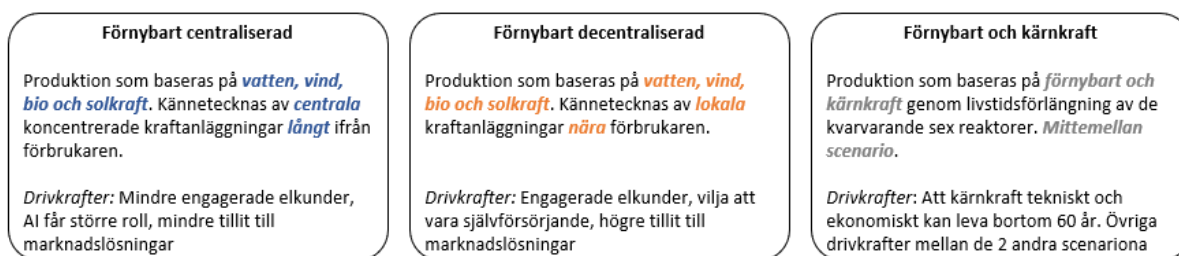 Förnybart centraliserad
Produktion som baseras på vatten, vind,
bio och solkraft. Kännetecknas av centrala
koncentrerade kraftanläggningar långt ifrån
förbrukaren.
Drivkrafter: Mindre engagerade elkunder,
AI får större roll, mindre tillit till
marknadslösningar
Förnybart decentraliserad
Produktion som baseras på vatten, vind,
bio och solkraft. Kännetecknas av lokala
kraftanläggningar nära förbrukaren.
Drivkrafter: Engagerade elkunder, vilja att
vara självförsörjande, högre tillit till
marknadslösningar
Förnybart och kärnkraft
Produktion som baseras på förnybart och
kärnkraft genom livstidsförlängning av de
kvarvarande sex reaktorer. Mittemellan
scenario.
Drivkrafter: Att kärnkraft tekniskt och
ekonomiskt kan leva bortom 60 år. Övriga
drivkrafter mellan de 2 andra scenariona